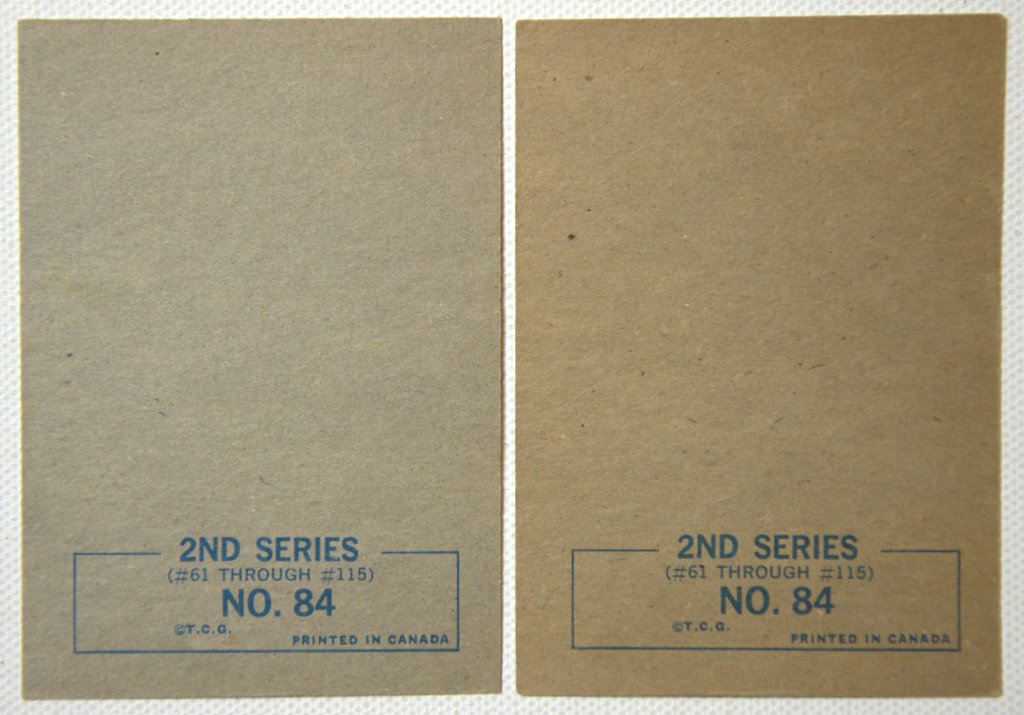 2ND SERIES
(#61 THROUGH #115)
NO. 84
©T.C.G.
PRINTED IN CANADA
2ND SERIES
(#61 THROUGH #115)
NO. 84
©T.C.G.
PRINTED IN CANADA